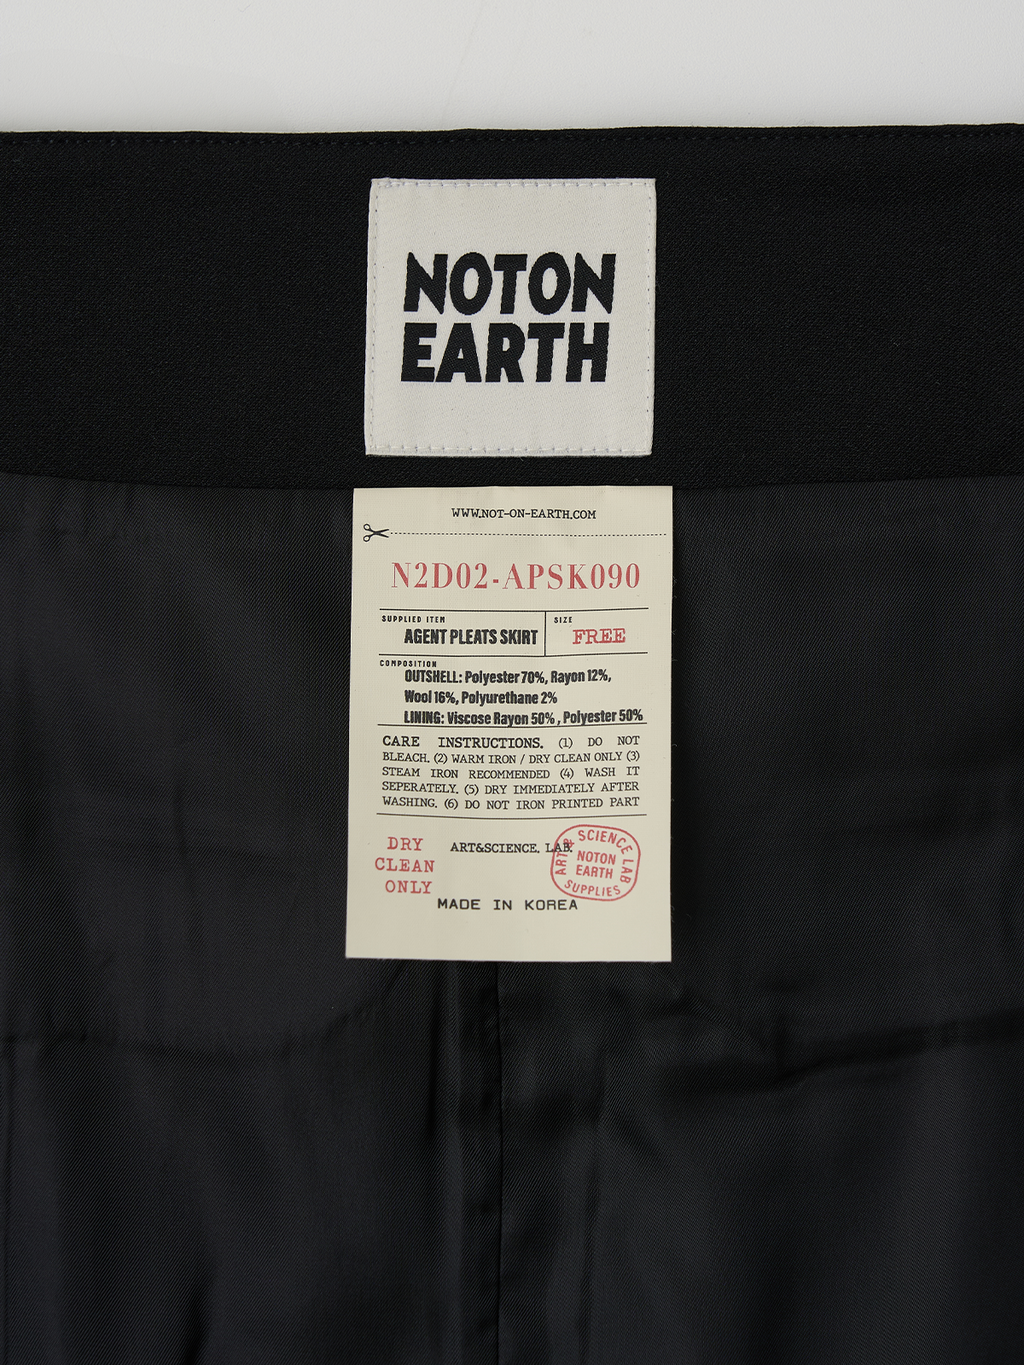 NOTON
EARTH
WWW.NOT-ON-EARTH.COM
N2D02-APSK090
SUPPLIED ITEM
AGENT PLEATS SKIRT
SIZE
FREE
COMPOSITION
OUTSHELL: Polyester 70%, Rayon 12%,
Wool 16%, Polyurethane 2%
LINING: Viscose Rayon 50% , Polyester 50%
CARE INSTRUCTIONS. (1) DO NOT
BLEACH. (2) WARM IRON / DRY CLEAN ONLY (3)
STEAM IRON RECOMMENDED (4) WASH IT
SEPERATELY. (5) DRY IMMEDIATELY AFTER
WASHING. (6) DO NOT IRON PRINTED PART
DRY
CLEAN
ONLY
ART&SCIENCE. LAB.
ART & SCIENCE LAB
NOTON
EARTH
SUPPLIES
MADE IN KOREA